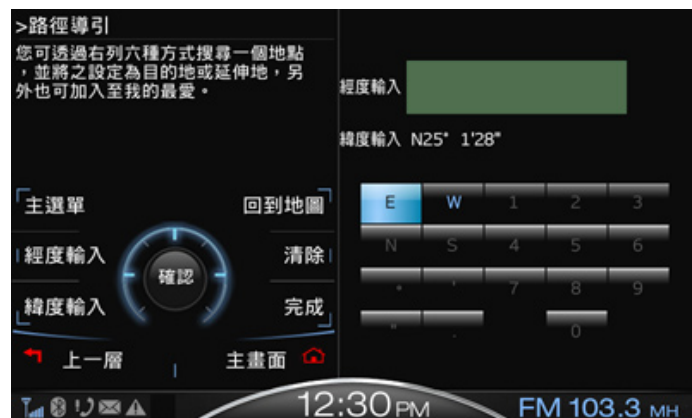 >路徑導引
您可透過右列六種方式搜尋一個地點
，並將之設定為目的地或延伸地，另
外也可加入至我的最愛。
經度輸入
緯度輸入 N25° 1'28"
主選單 回到地圖
經度輸入 確認 清除
緯度輸入 完成
上一層 主畫面
E W 1 2 3
N S 4 5 6
° ' 7 8 9
" . 0
12:30 PM FM 103.3 MH